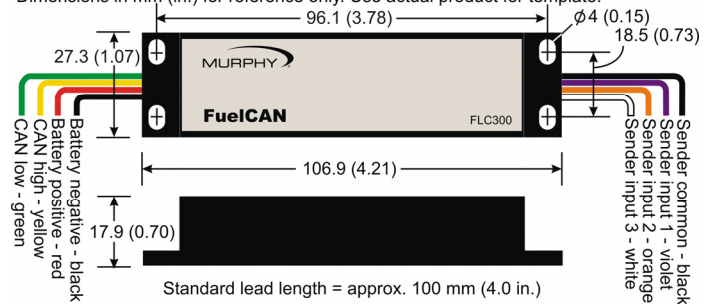 Dimensions in mm (in.) for reference only. Use actual product for template.
96.1 (3.78)
ϕ4 (0.15)
18.5 (0.73)
27.3 (1.07)
MURPHY
FuelCAN
FLC300
CAN low - green
CAN high - yellow
Battery positive - red
Battery negative - black
Sender input 3 - white
Sender input 2 - orange
Sender input 1 - violet
Sender common - black
106.9 (4.21)
17.9 (0.70)
Standard lead length = approx. 100 mm (4.0 in.)